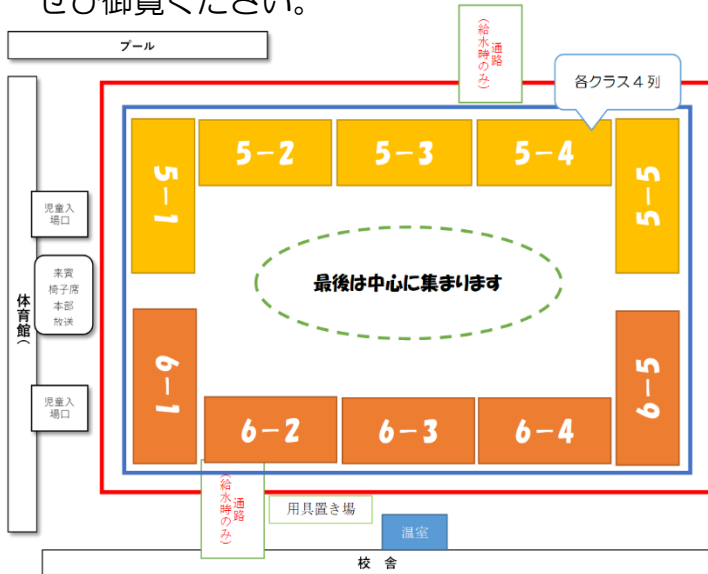 ぜひ御覧ください。
プール
通路
（給水時のみ）
各クラス４列
5－1
5－2
5－3
5－4
5－5
児童入
場口
来賓
椅子席
本部
放送
体育館（
最後は中心に集まります
児童入
場口
6－1
6－2
6－3
6－4
6－5
通路
（給水時のみ）
用具置き場
温室
校 舎